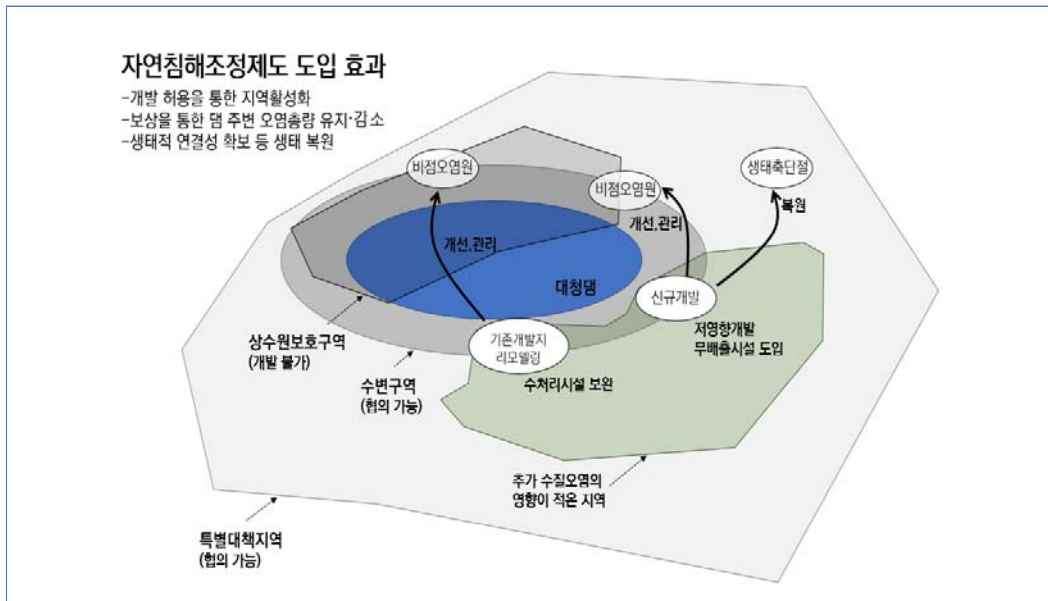 자연침해조정제도 도입 효과
-개발 허용을 통한 지역활성화
-보상을 통한 댐 주변 오염총량 유지·감소
-생태적 연결성 확보 등 생태 복원
비점오염원
비점오염원
생태축단절
복원
개선,관리
개선,관리
대청댐
신규개발
저영향개발
무배출시설 도입
기존개발지
리모델링
수처리시설 보완
상수원보호구역
(개발 불가)
수변구역
(협의 가능)
추가 수질오염의
영향이 적은 지역
특별대책지역
(협의 가능)